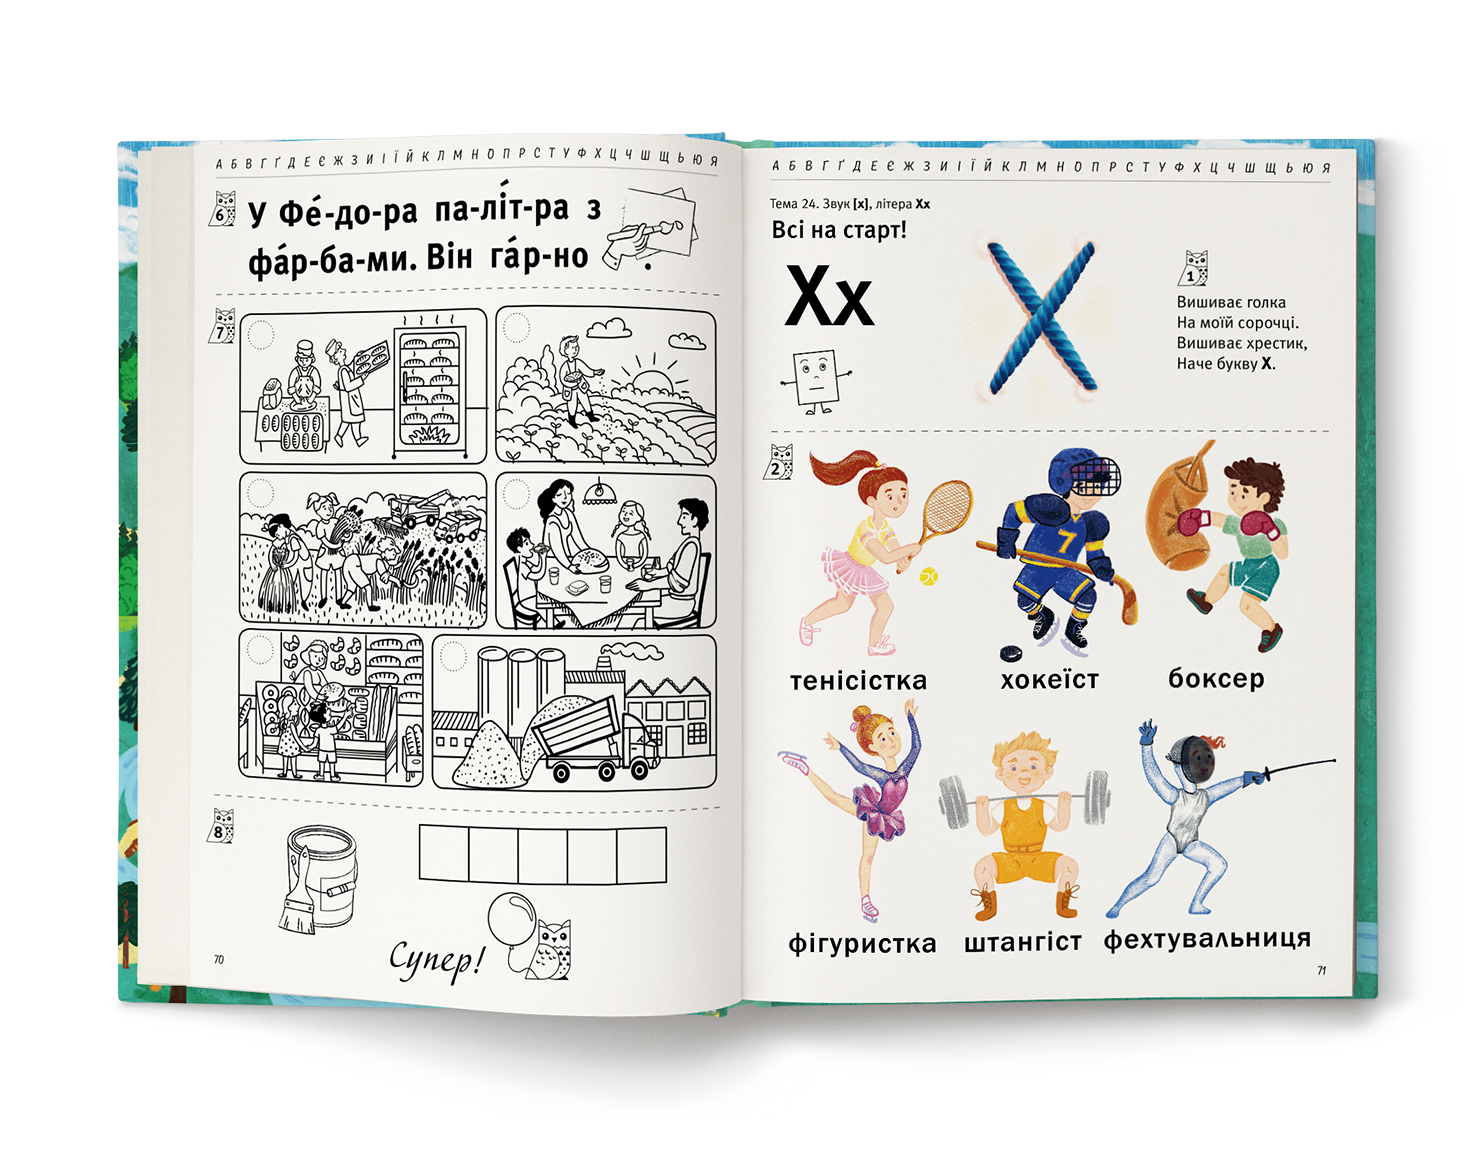 А Б В Г Ґ Д Е Є Ж З И І Ї Й К Л М Н О П Р С Т У Ф Х Ц Ч Ш Щ Ь Ю Я
6
У Фе́-до-ра па-лі́т-ра з
фа́р-ба-ми. Він га́р-но .
7
8
Супер!
70
А Б В Г Ґ Д Е Є Ж З И І Ї Й К Л М Н О П Р С Т У Ф Х Ц Ч Ш Щ Ь Ю Я
Тема 24. Звук [х], літера Хх
Всі на старт!
Хх
1
Вишиває голка
На моїй сорочці.
Вишиває хрестик,
Наче букву Х.
2
7
тенісістка хокеїст боксер
фігуристка штангіст фехтувальниця
71